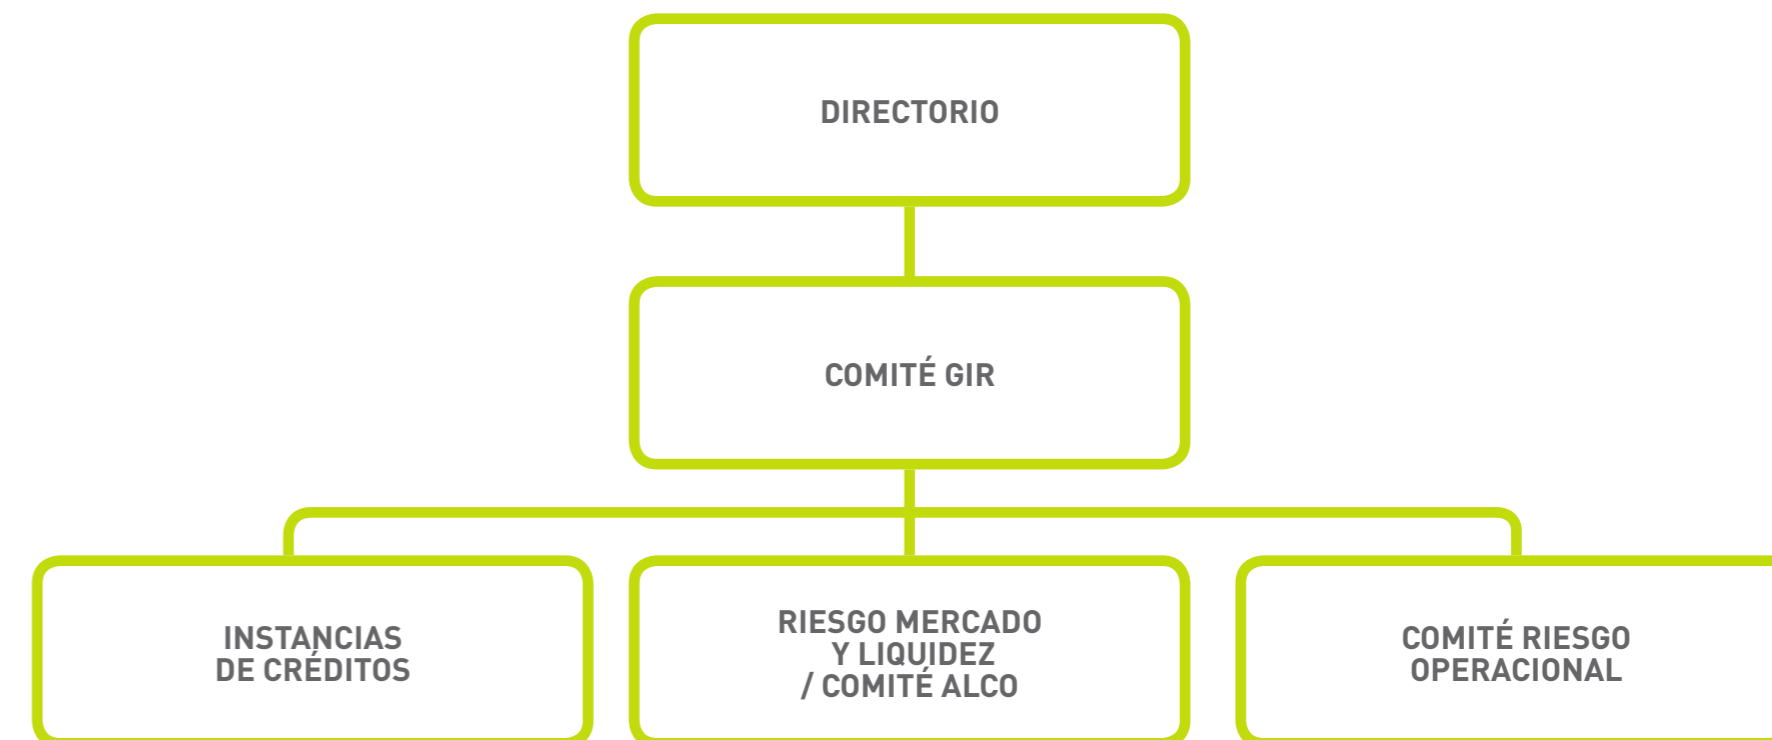 DIRECTORIO
COMITÉ GIR
INSTANCIAS
DE CRÉDITOS
RIESGO MERCADO
Y LIQUIDEZ
/ COMITÉ ALCO
COMITÉ RIESGO
OPERACIONAL